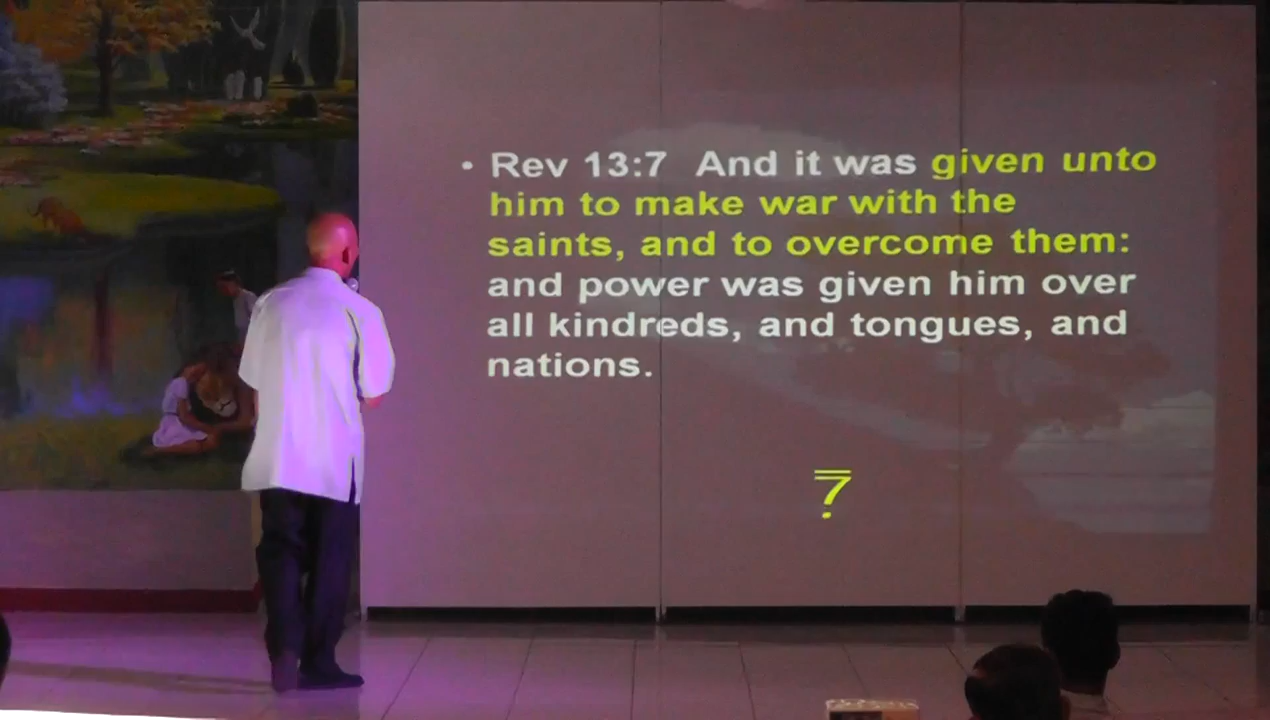 • Rev 13:7 And it was given unto
him to make war with the
saints, and to overcome them:
and power was given him over
all kindreds, and tongues, and
nations.